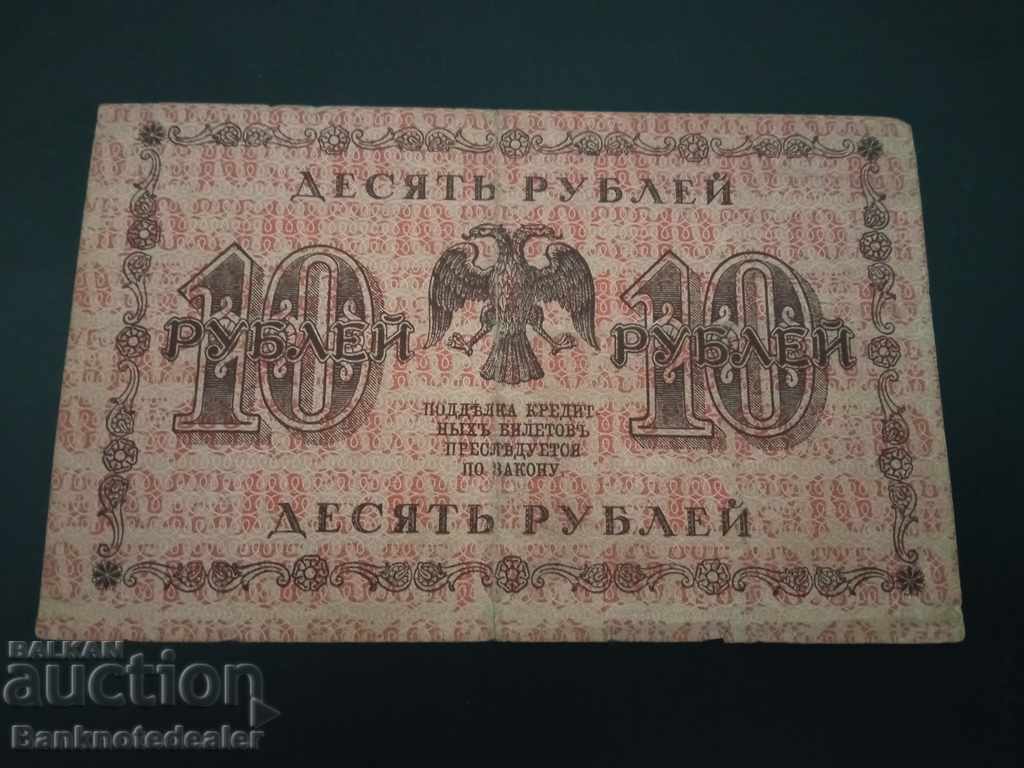 ДЕСЯТЬ РУБЛЕЙ
10 10
РУБЛЕЙ РУБЛЕЙ
ПОДДѢЛКА КРЕДИТ
НЫХЪ БИЛЕТОВЪ
ПРЕСЛѢДУЕТСЯ
ПО ЗАКОНУ.
ДЕСЯТЬ РУБЛЕЙ
BALKAN
auction
Banknotedealer